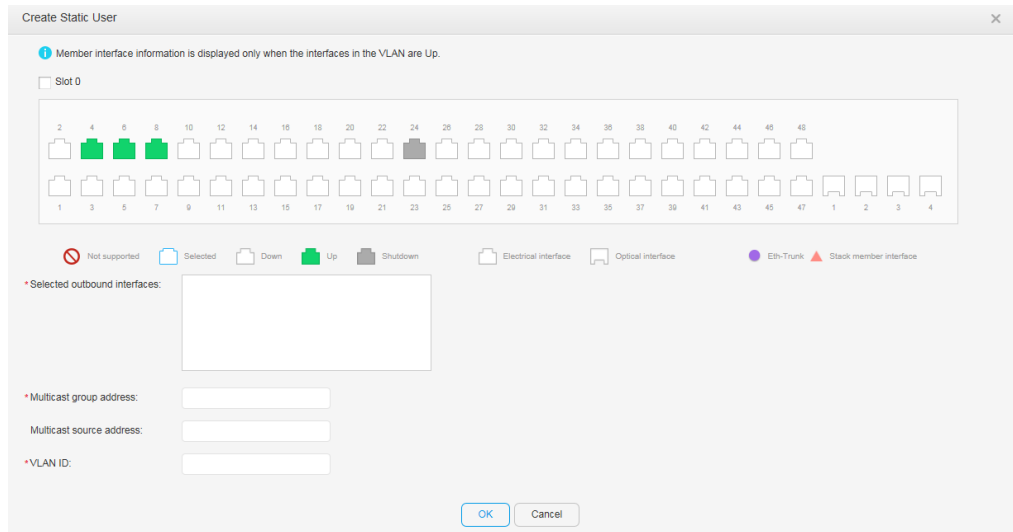 Create Static User
Member interface information is displayed only when the interfaces in the VLAN are Up.
Slot 0
2 4 6 8 10 12 14 16 18 20 22 24 26 28 30 32 34 36 38 40 42 44 46 48
1 3 5 7 9 11 13 15 17 19 21 23 25 27 29 31 33 35 37 39 41 43 45 47 1 2 3 4
Not supported Selected Down Up Shutdown Electrical interface Optical interface Eth-Trunk Stack member interface
* Selected outbound interfaces:
* Multicast group address:
Multicast source address:
* VLAN ID:
OK Cancel